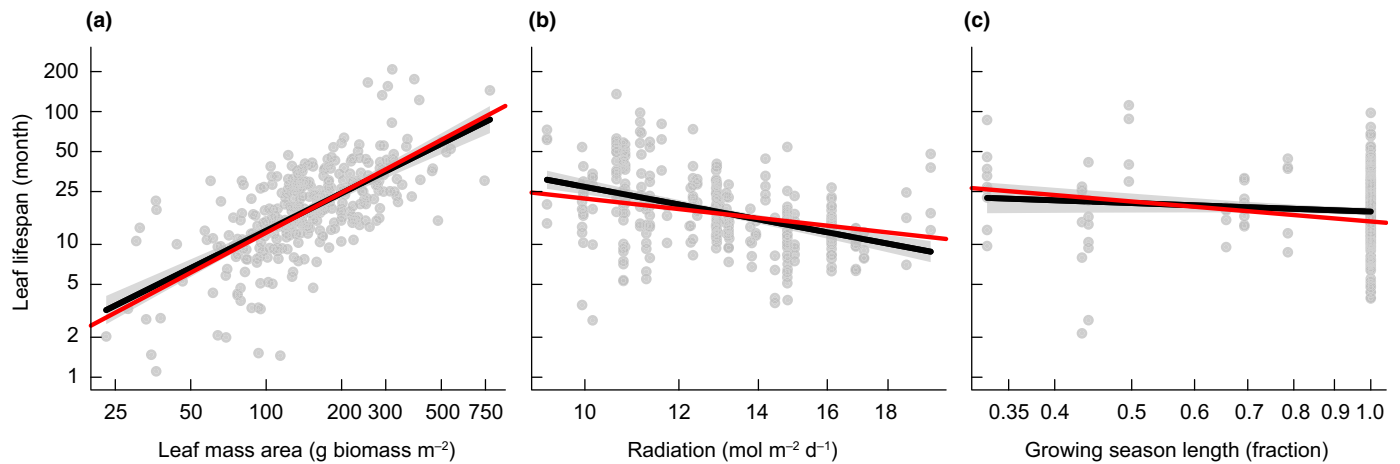 (a)
(b)
(c)
Leaf lifespan (month)
200
100
50
25
10
5
2
1
25 50 100 200 300 500 750
10 12 14 16 18
0.35 0.4 0.5 0.6 0.7 0.8 0.9 1.0
Leaf mass area (g biomass m⁻²)
Radiation (mol m⁻² d⁻¹)
Growing season length (fraction)